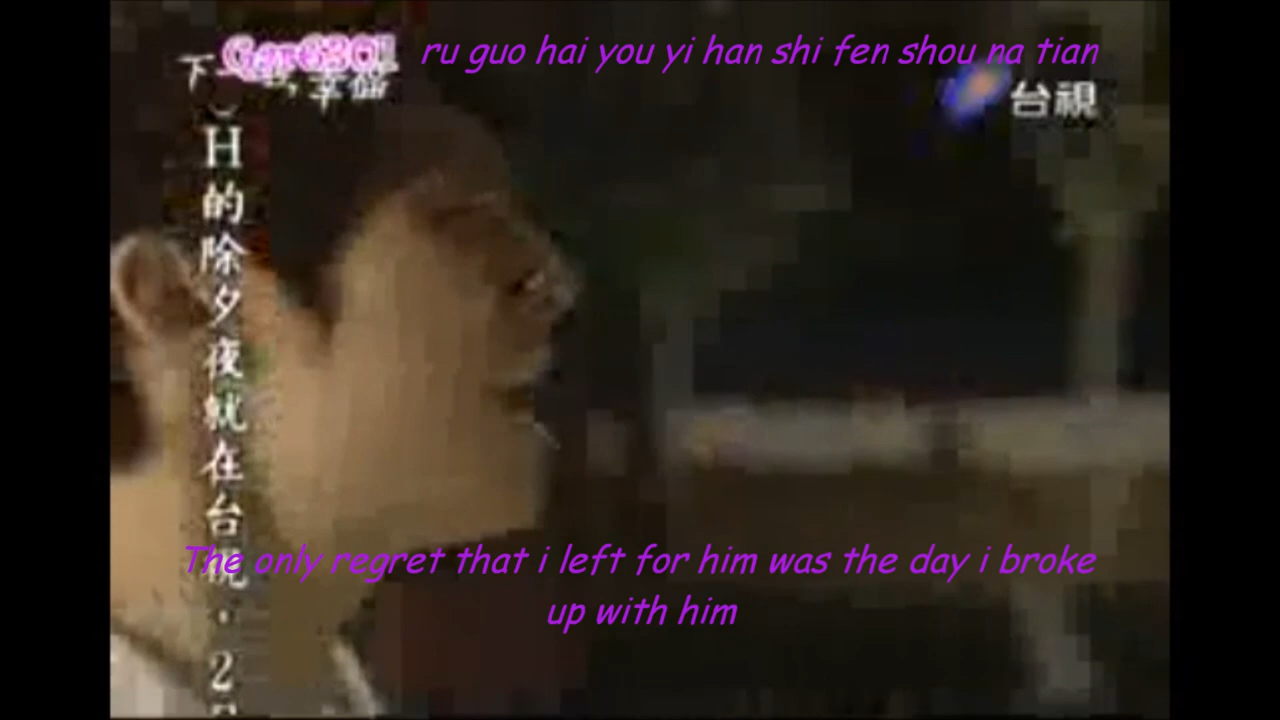 ru guo hai you yi han shi fen shou na tian
台視
H的除夕夜就在台視
The only regret that i left for him was the day i broke
up with him